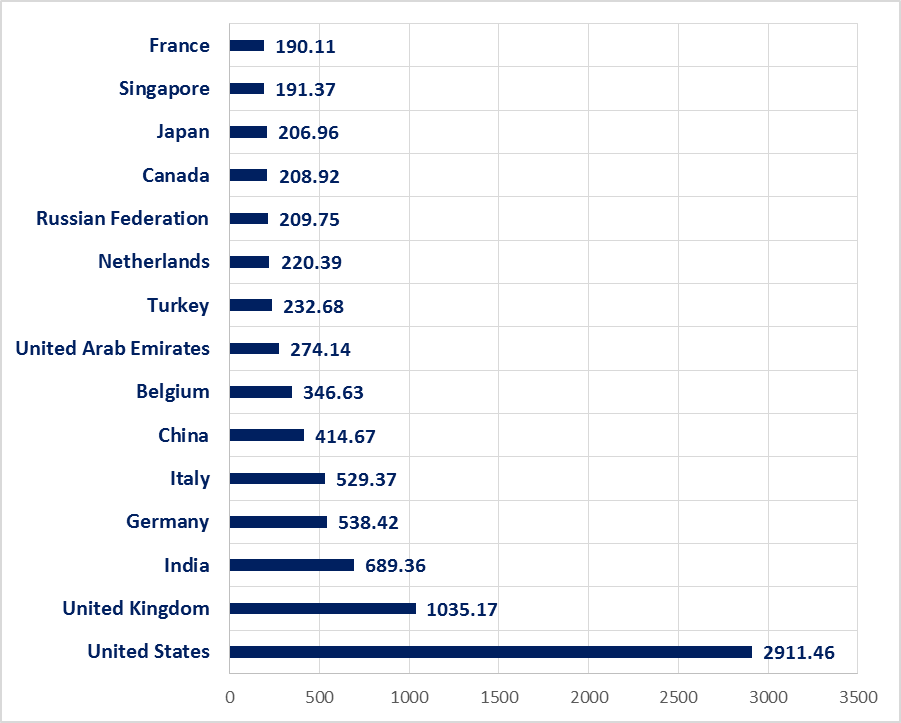 France 190.11
Singapore 191.37
Japan 206.96
Canada 208.92
Russian Federation 209.75
Netherlands 220.39
Turkey 232.68
United Arab Emirates 274.14
Belgium 346.63
China 414.67
Italy 529.37
Germany 538.42
India 689.36
United Kingdom 1035.17
United States 2911.46
0 500 1000 1500 2000 2500 3000 3500